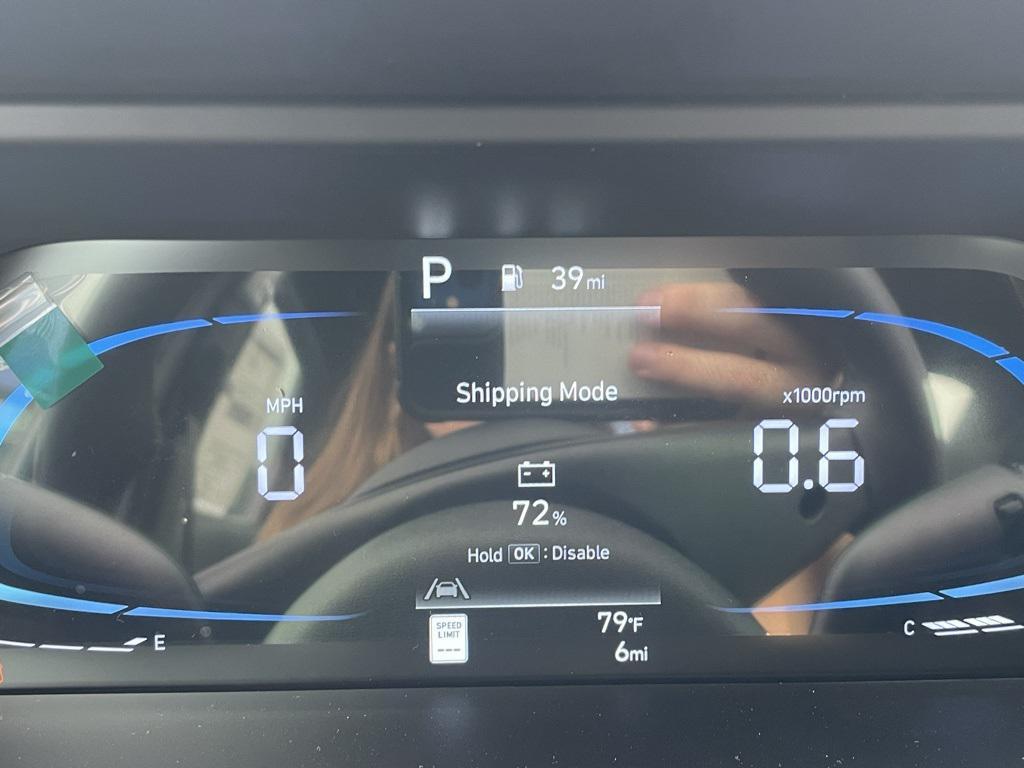 P 39mi
Shipping Mode
MPH
x1000rpm
0
0.6
72%
Hold OK : Disable
SPEED
LIMIT
---
79°F
6mi
E
C